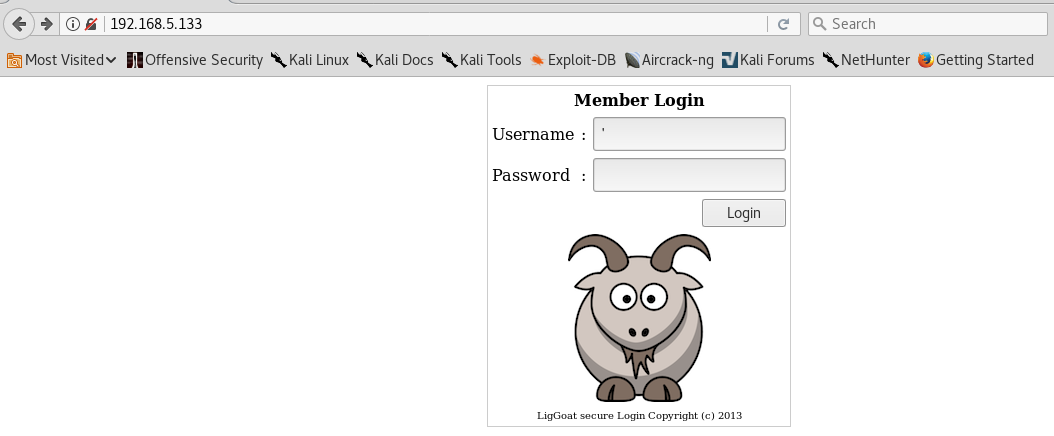 192.168.5.133
Search
Most Visited Offensive Security Kali Linux Kali Docs Kali Tools Exploit-DB Aircrack-ng Kali Forums NetHunter Getting Started
Member Login
Username : '
Password :
Login
LigGoat secure Login Copyright (c) 2013